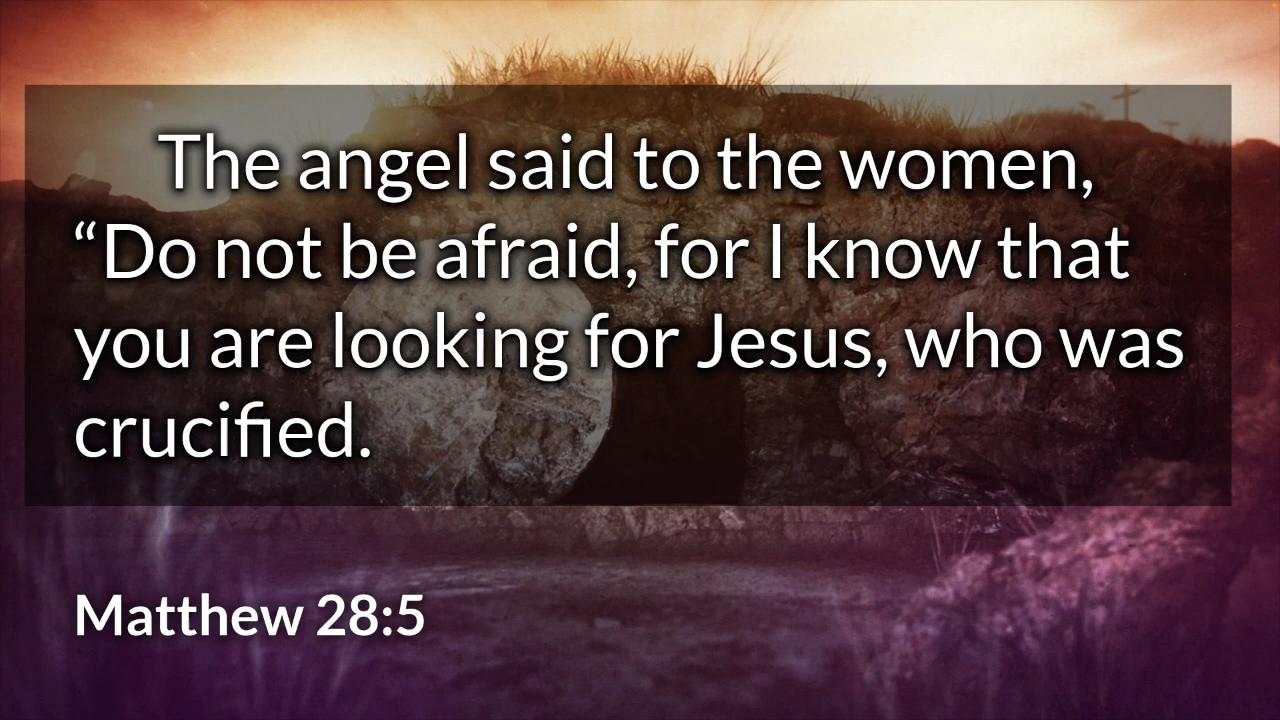 The angel said to the women,
“Do not be afraid, for I know that
you are looking for Jesus, who was
crucified.
Matthew 28:5